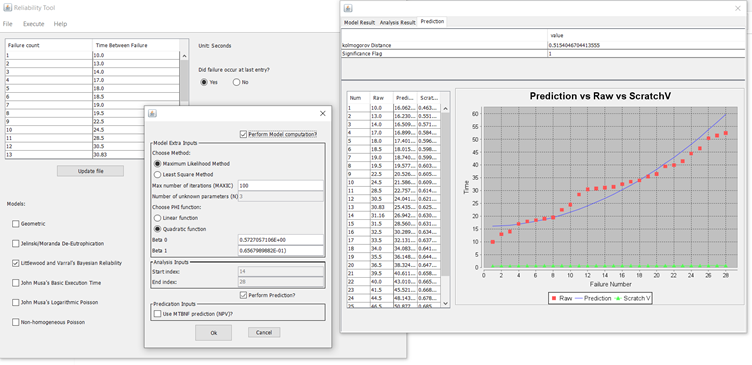 Reliability Tool
File Execute Help
Failure count Time Between Failure
1 10.0
2 13.0
3 14.0
4 17.0
5 18.0
6 18.5
7 19.0
8 19.5
9 22.5
10 24.5
11 28.5
12 30.5
13 30.83
Update file
Unit: Seconds
Did failure occur at last entry?
Yes No
Models:
Geometric
Jelinski/Moranda De-Eutrophication
Littlewood and Varral's Bayesian Reliability
John Musa's Basic Execution Time
John Musa's Logarithmic Poisson
Non-homogeneous Poisson
Perform Model computation?
Model Extra Inputs
Choose Method:
Maximum Likelihood Method
Least Square Method
Max number of iterations (MAXIC) 100
Number of unknown parameters (N) 3
Choose PHI function:
Linear function
Quadratic function
Beta 0 0.5727057106E+00
Beta 1 0.6567989882E-01)
Analysis Inputs
Start index: 14
End index: 28
Perform Prediction?
Predication Inputs
Use MTBNF prediction (NPV)?
Ok Cancel
Model Result Analysis Result Prediction
value
kolmogorov Distance 0.5154046704413555
Significance Flag 1
Num Raw Predi... Scrat...
1 10.0 16.062... 0.463...
2 13.0 16.230... 0.551...
3 14.0 16.509... 0.571...
4 17.0 16.899... 0.584...
5 18.0 17.401... 0.596...
6 18.5 18.015... 0.598...
7 19.0 18.740... 0.599...
8 19.5 19.577... 0.603...
9 22.5 20.526... 0.605...
10 24.5 21.586... 0.609...
11 28.5 22.757... 0.614...
12 30.5 24.041... 0.621...
13 30.83 25.435... 0.625...
14 31.16 26.942... 0.630...
15 31.5 28.560... 0.631...
16 32.5 30.289... 0.634...
17 33.5 32.131... 0.637...
18 34.0 34.083... 0.641...
19 35.5 36.148... 0.644...
20 36.5 38.324... 0.647...
21 39.5 40.611... 0.658...
22 40.0 43.010... 0.665...
23 41.5 45.521... 0.668...
24 44.5 48.143... 0.678...
25 46.5 50.877... 0.685...
Prediction vs Raw vs ScratchV
Time
60
55
50
45
40
35
30
25
20
15
10
5
0
0 2 4 6 8 10 12 14 16 18 20 22 24 26 28
Failure Number
Raw Prediction Scratch V